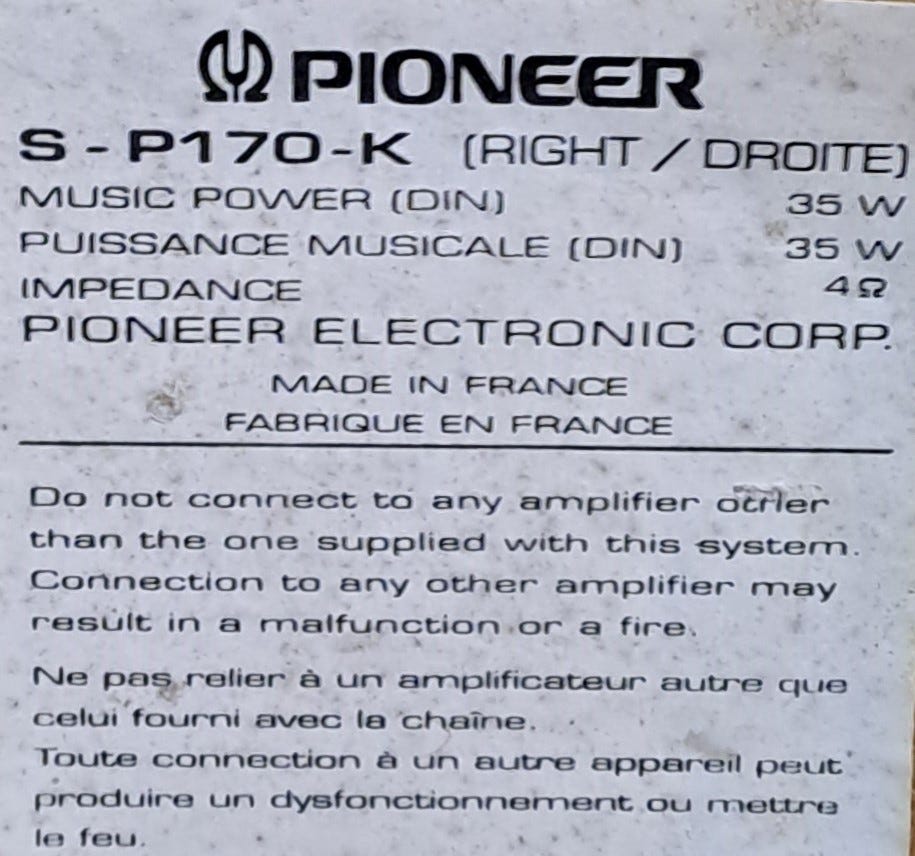 PIONEER
S-P170-K (RIGHT / DROITE)
MUSIC POWER (DIN) 35 W
PUISSANCE MUSICALE (DIN) 35 W
IMPEDANCE 4Ω
PIONEER ELECTRONIC CORP.
MADE IN FRANCE
FABRIQUE EN FRANCE
Do not connect to any amplifier other
than the one supplied with this system.
Connection to any other amplifier may
result in a malfunction or a fire.
Ne pas relier à un amplificateur autre que
celui fourni avec la chaîne.
Toute connection à un autre appareil peut
produire un dysfonctionnement ou mettre
le feu.